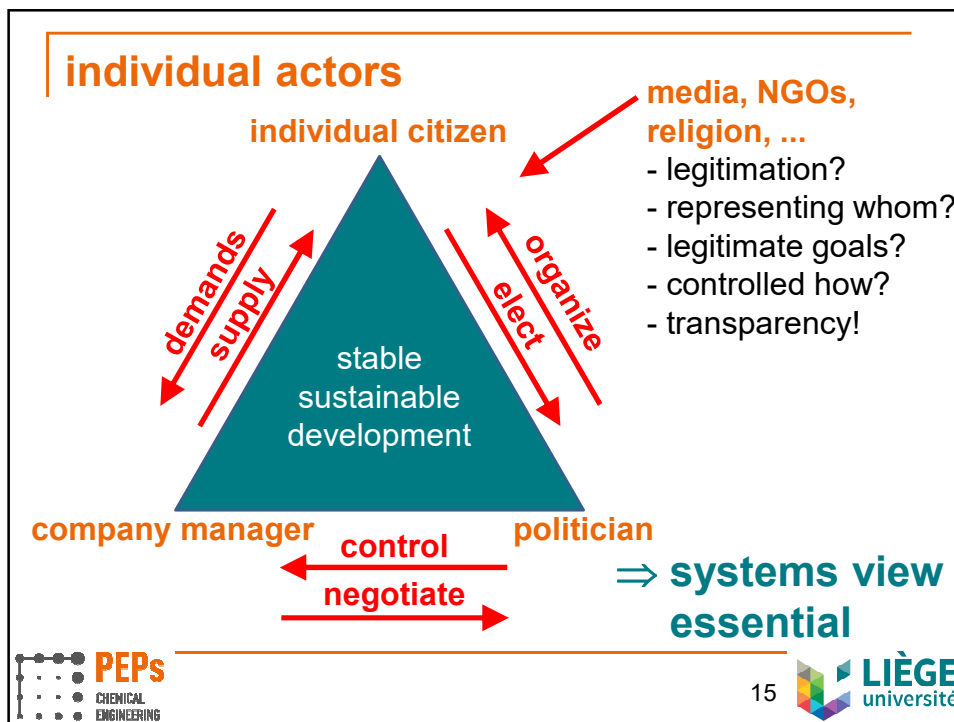 individual actors
individual citizen
media, NGOs,
religion, ...
- legitimation?
- representing whom?
- legitimate goals?
- controlled how?
- transparency!
demands
supply
elect
organize
stable
sustainable
development
company manager
politician
control
negotiate
⇒ systems view
essential
PEPs
CHEMICAL
ENGINEERING
15
LIÈGE
université